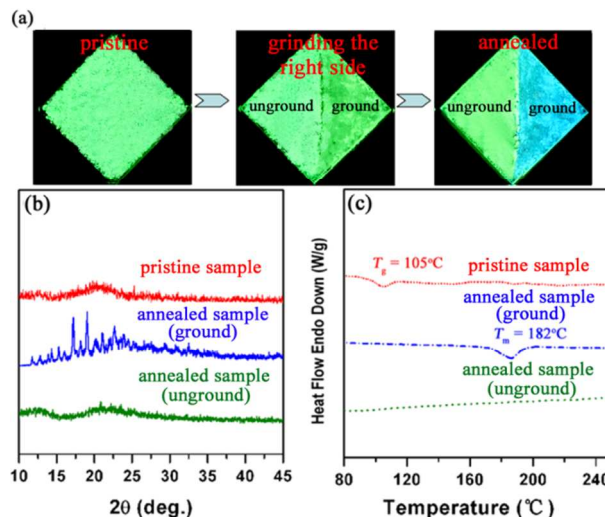 (a)
pristine
grinding the
right side
annealed
unground
ground
unground
ground
(b)
pristine sample
annealed sample
(ground)
annealed sample
(unground)
10 15 20 25 30 35 40 45
2θ (deg.)
(c)
Heat Flow Endo Down (W/g)
Tg = 105°C
pristine sample
annealed sample
(ground)
Tm = 182°C
annealed sample
(unground)
80 120 160 200 240
Temperature (℃)